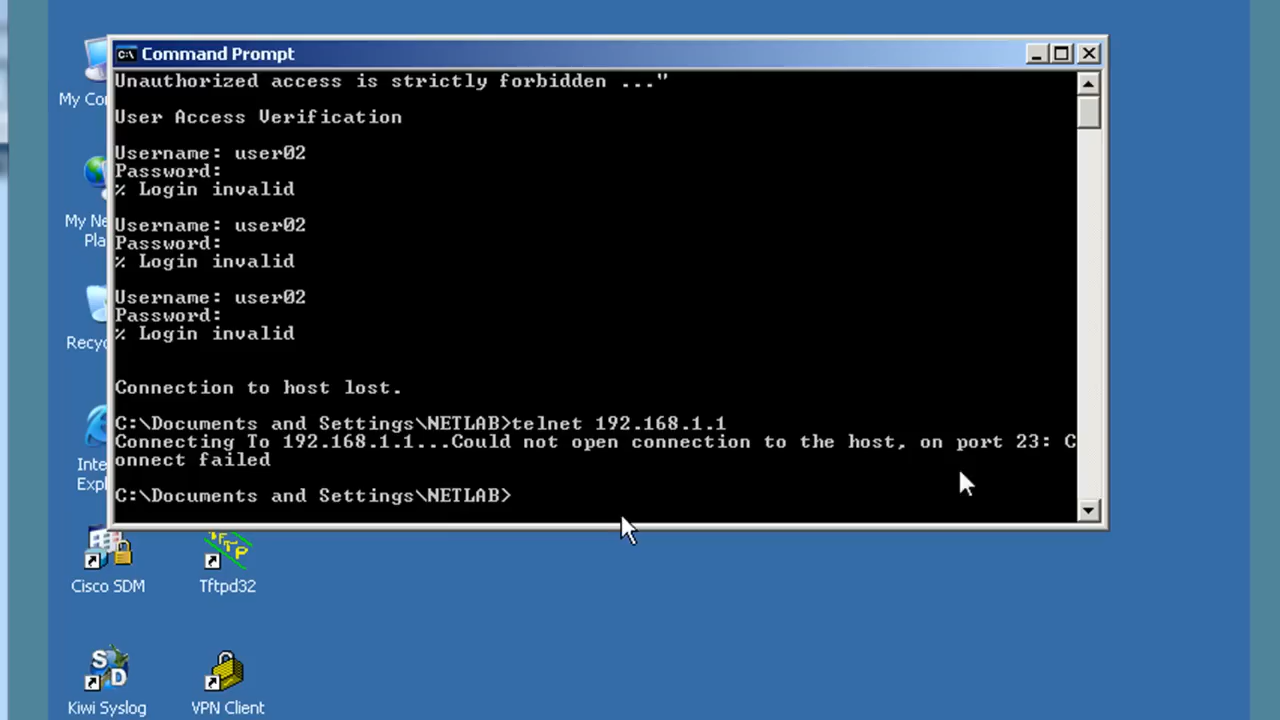 Command Prompt
Unauthorized access is strictly forbidden ..."
User Access Verification
Username: user02
Password:
% Login invalid
Username: user02
Password:
% Login invalid
Username: user02
Password:
% Login invalid
Connection to host lost.
C:\Documents and Settings\NETLAB>telnet 192.168.1.1
Connecting To 192.168.1.1...Could not open connection to the host, on port 23: C
onnect failed
C:\Documents and Settings\NETLAB>
My Co
My Ne
Pla
Recyc
Inte
Expl
Cisco SDM
Tftpd32
Kiwi Syslog
VPN Client